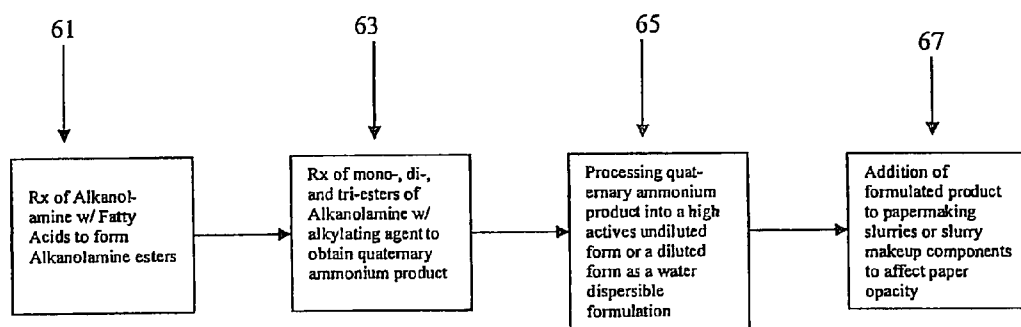 61
63
65
67
Rx of Alkanol-
amine w/ Fatty
Acids to form
Alkanolamine esters
Rx of mono-, di-,
and tri-esters of
Alkanolamine w/
alkylating agent to
obtain quaternary
ammonium product
Processing quat-
ernary ammonium
product into a high
actives undiluted
form or a diluted
form as a water
dispersible
formulation
Addition of
formulated product
to papermaking
slurries or slurry
makeup components
to affect paper
opacity